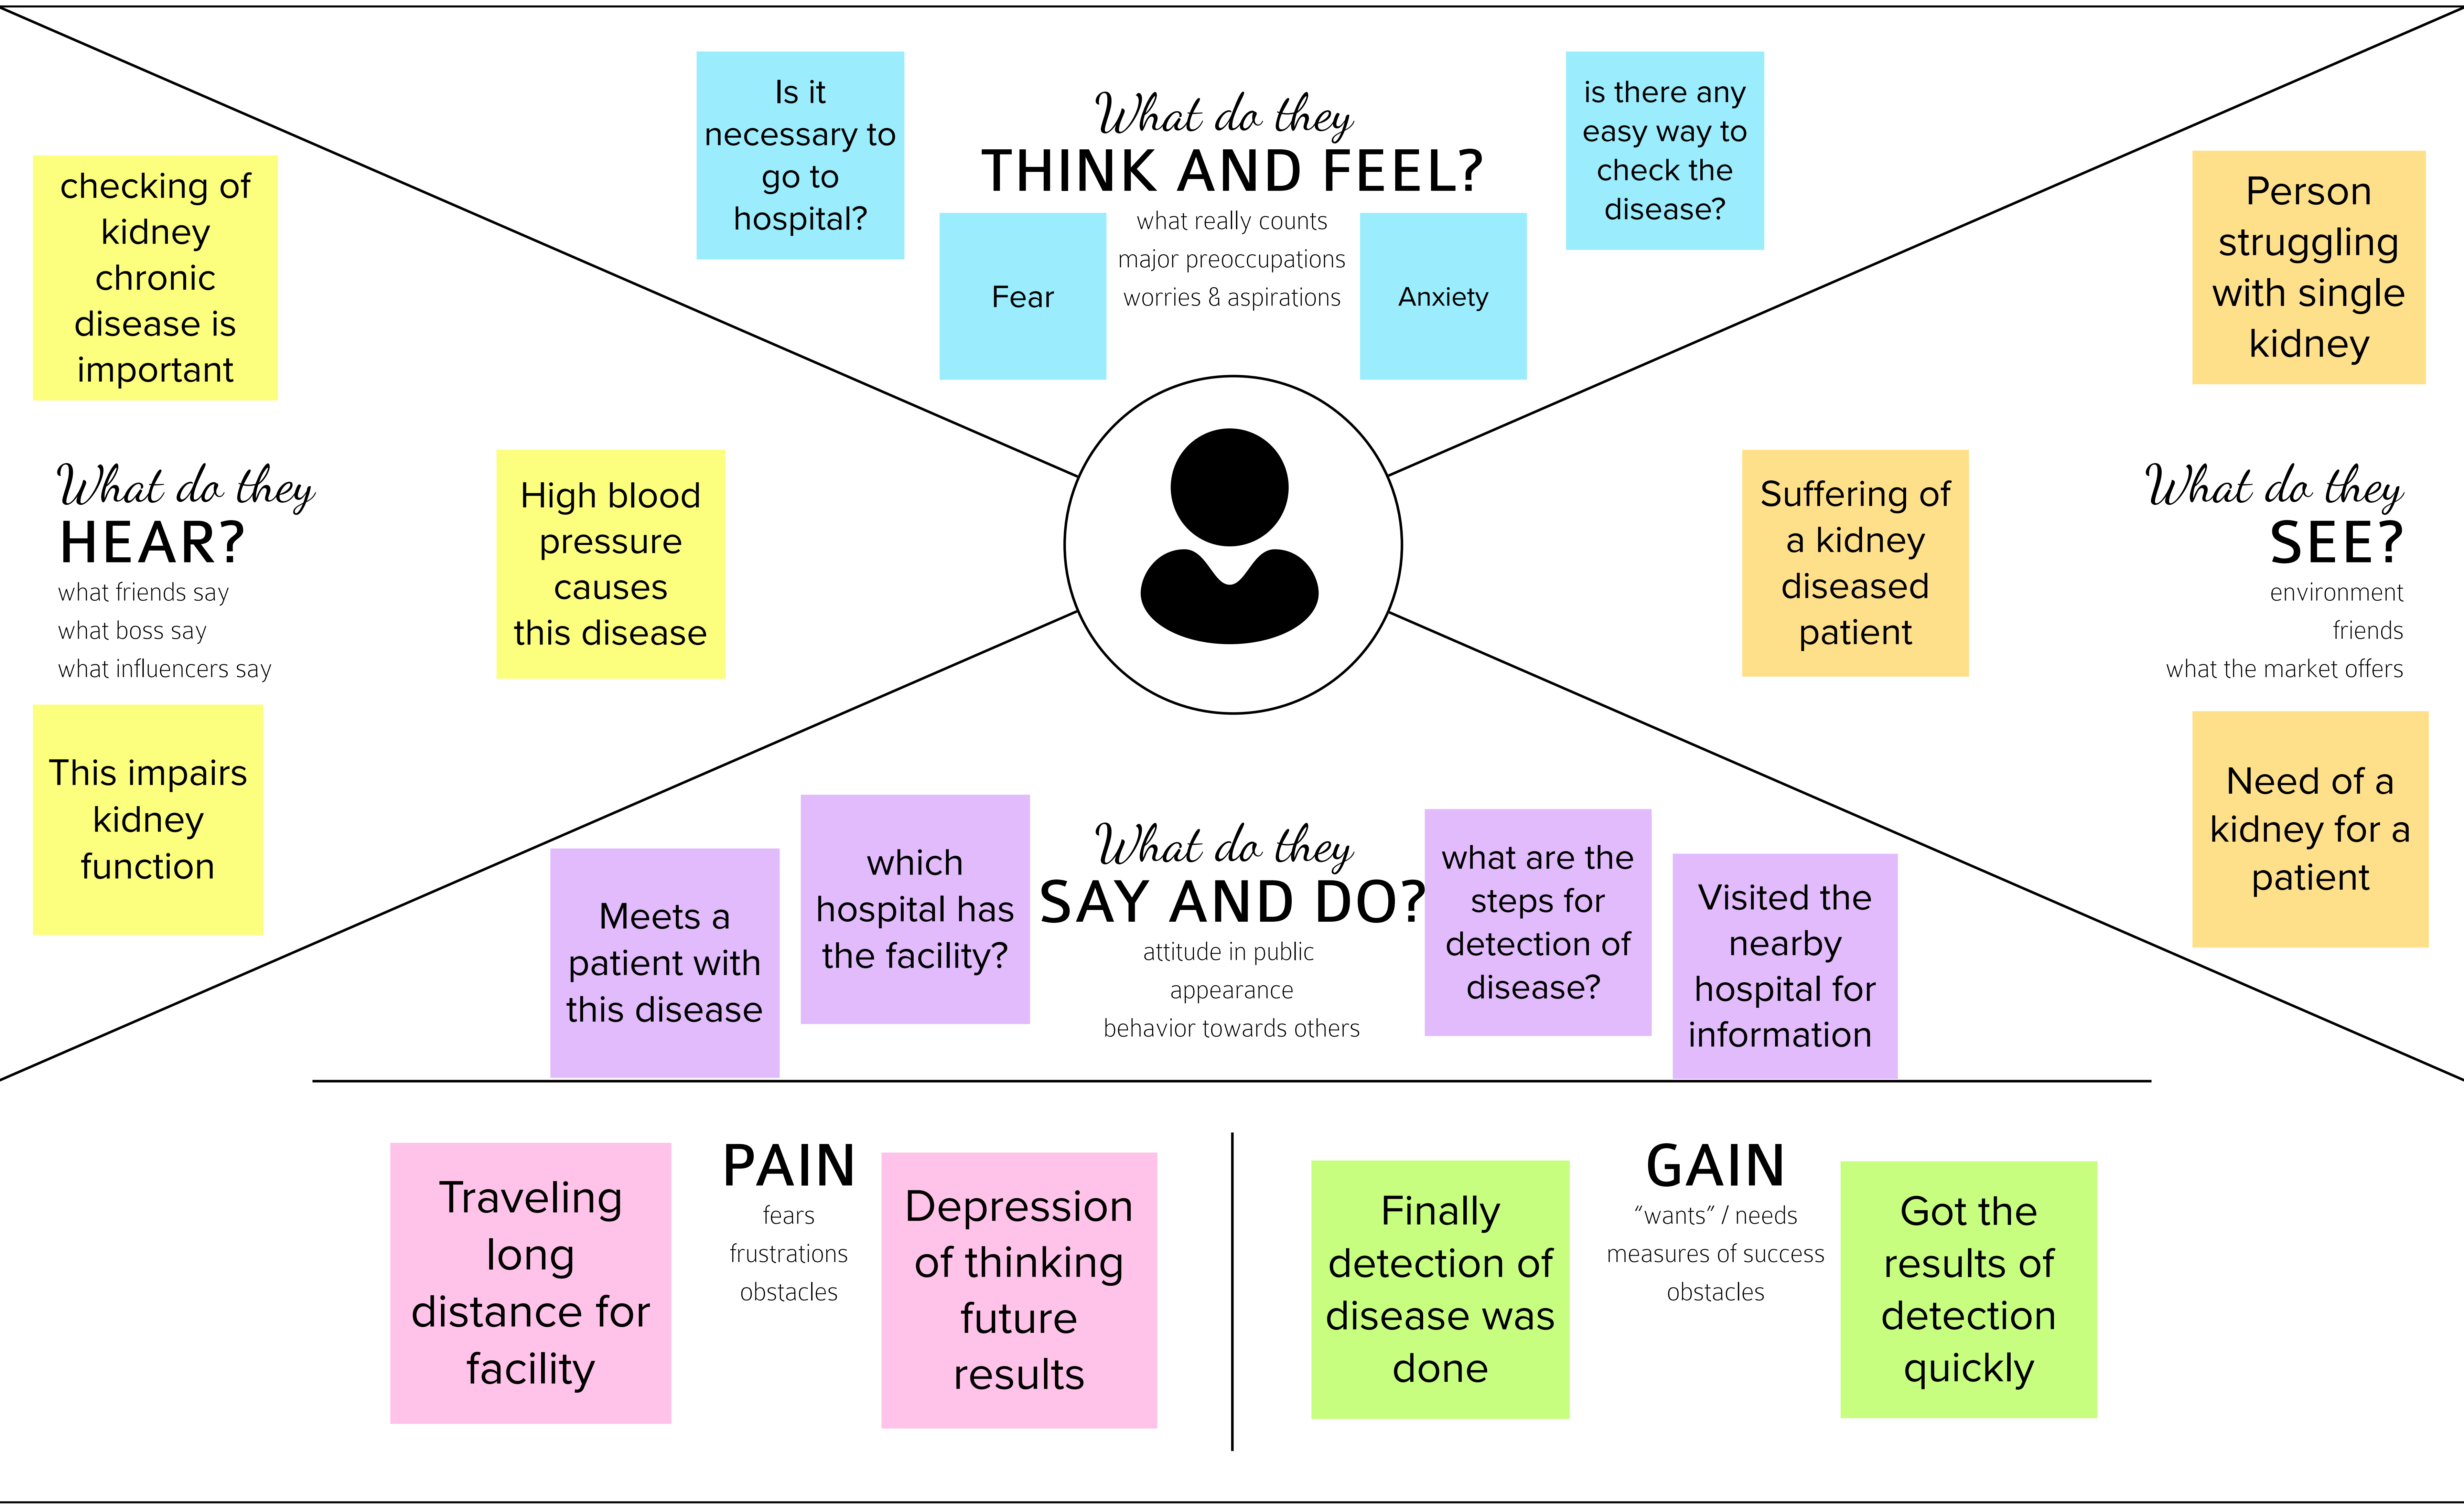 Is it
necessary to
go to
hospital?
What do they
THINK AND FEEL?
what really counts
major preoccupations
worries & aspirations
Fear
Anxiety
is there any
easy way to
check the
disease?
checking of
kidney
chronic
disease is
important
What do they
HEAR?
what friends say
what boss say
what influencers say
High blood
pressure
causes
this disease
This impairs
kidney
function
Person
struggling
with single
kidney
Suffering of
a kidney
diseased
patient
What do they
SEE?
environment
friends
what the market offers
Need of a
kidney for a
patient
Meets a
patient with
this disease
which
hospital has
the facility?
What do they
SAY AND DO?
attitude in public
appearance
behavior towards others
what are the
steps for
detection of
disease?
Visited the
nearby
hospital for
information
Traveling
long
distance for
facility
PAIN
fears
frustrations
obstacles
Depression
of thinking
future
results
Finally
detection of
disease was
done
GAIN
“wants” / needs
measures of success
obstacles
Got the
results of
detection
quickly